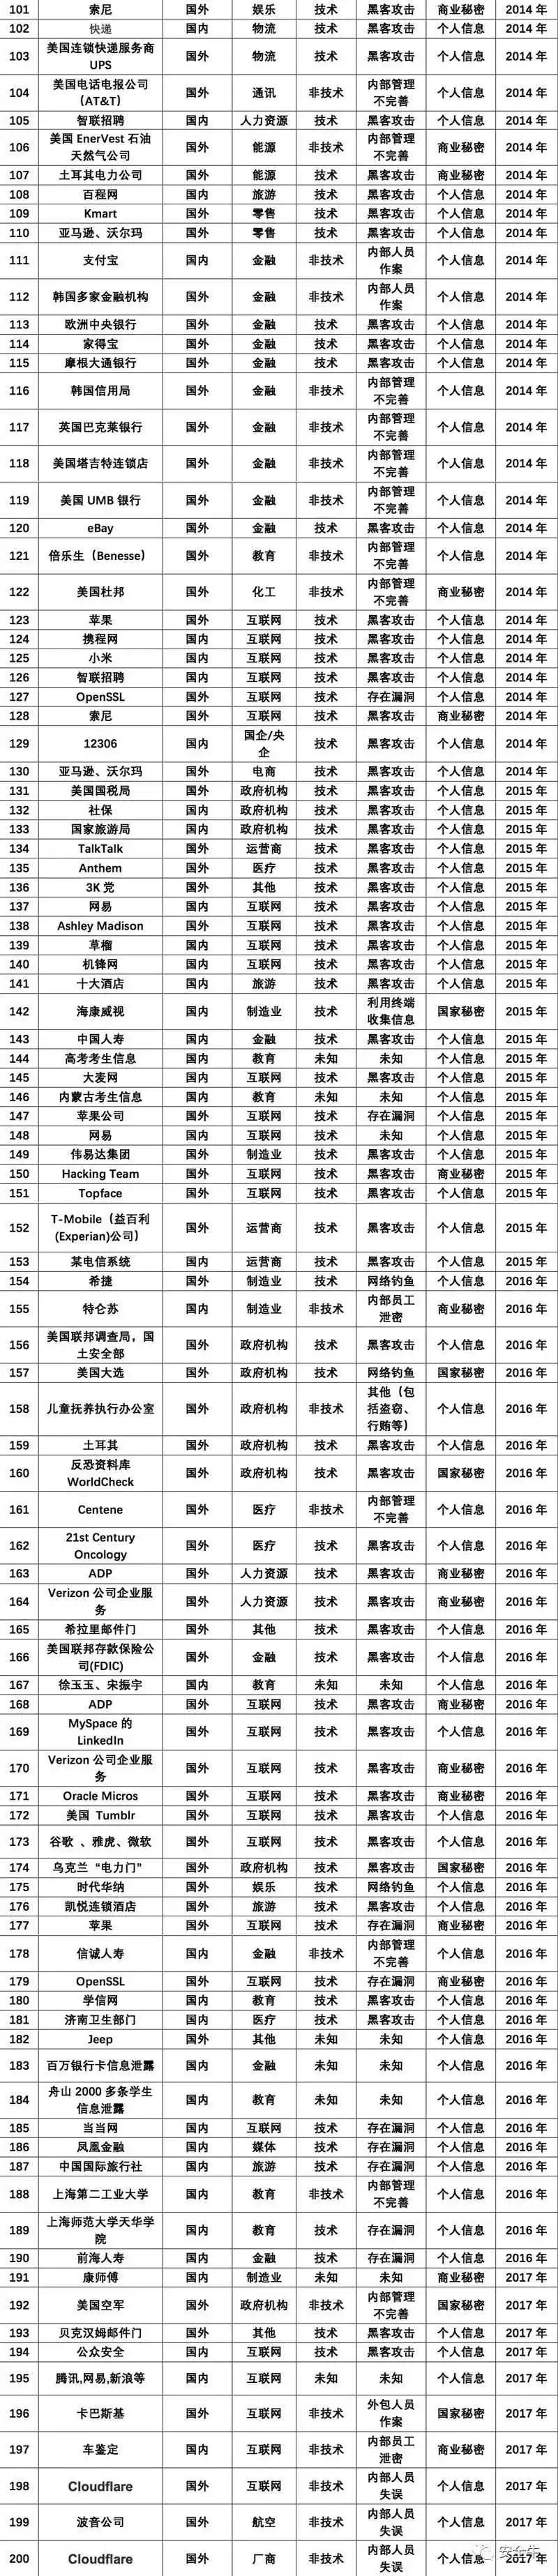 101 索尼 国外 娱乐 技术 黑客攻击 商业秘密 2014 年
102 快递 国内 物流 技术 黑客攻击 个人信息 2014 年
103 美国连锁快递服务商 UPS 国外 物流 技术 黑客攻击 个人信息 2014 年
104 美国电话电报公司（AT&T） 国外 通讯 非技术 内部管理不完善 个人信息 2014 年
105 智联招聘 国内 人力资源 技术 黑客攻击 个人信息 2014 年
106 美国 EnerVest 石油天然气公司 国外 能源 非技术 内部管理不完善 商业秘密 2014 年
107 土耳其电力公司 国外 能源 技术 黑客攻击 商业秘密 2014 年
108 百程网 国内 旅游 技术 黑客攻击 个人信息 2014 年
109 Kmart 国外 零售 技术 黑客攻击 个人信息 2014 年
110 亚马逊、沃尔玛 国外 零售 技术 黑客攻击 个人信息 2014 年
111 支付宝 国内 金融 非技术 内部人员作案 个人信息 2014 年
112 韩国多家金融机构 国外 金融 非技术 内部人员作案 个人信息 2014 年
113 欧洲中央银行 国外 金融 技术 黑客攻击 个人信息 2014 年
114 家得宝 国外 金融 技术 黑客攻击 个人信息 2014 年
115 摩根大通银行 国外 金融 技术 黑客攻击 个人信息 2014 年
116 韩国信用局 国外 金融 非技术 内部管理不完善 个人信息 2014 年
117 英国巴克莱银行 国外 金融 非技术 内部管理不完善 个人信息 2014 年
118 美国塔吉特连锁店 国外 金融 非技术 内部管理不完善 个人信息 2014 年
119 美国 UMB 银行 国外 金融 非技术 内部管理不完善 个人信息 2014 年
120 eBay 国外 金融 技术 黑客攻击 个人信息 2014 年
121 倍乐生（Benesse） 国外 教育 非技术 内部管理不完善 个人信息 2014 年
122 美国杜邦 国外 化工 非技术 内部管理不完善 商业秘密 2014 年
123 苹果 国外 互联网 技术 黑客攻击 个人信息 2014 年
124 携程网 国内 互联网 技术 黑客攻击 个人信息 2014 年
125 小米 国内 互联网 技术 黑客攻击 个人信息 2014 年
126 智联招聘 国内 互联网 技术 黑客攻击 个人信息 2014 年
127 OpenSSL 国外 互联网 技术 存在漏洞 个人信息 2014 年
128 索尼 国外 互联网 技术 黑客攻击 商业秘密 2014 年
129 12306 国内 国企/央企 技术 黑客攻击 个人信息 2014 年
130 亚马逊、沃尔玛 国外 电商 技术 黑客攻击 个人信息 2014 年
131 美国国税局 国外 政府机构 技术 黑客攻击 个人信息 2015 年
132 社保 国内 政府机构 技术 黑客攻击 个人信息 2015 年
133 国家旅游局 国内 政府机构 技术 黑客攻击 个人信息 2015 年
134 TalkTalk 国外 运营商 技术 黑客攻击 个人信息 2015 年
135 Anthem 国外 医疗 技术 黑客攻击 个人信息 2015 年
136 3K 党 国外 其他 技术 黑客攻击 个人信息 2015 年
137 网易 国内 互联网 技术 黑客攻击 个人信息 2015 年
138 Ashley Madison 国外 互联网 技术 黑客攻击 个人信息 2015 年
139 草榴 国内 互联网 技术 黑客攻击 个人信息 2015 年
140 机锋网 国内 互联网 技术 黑客攻击 个人信息 2015 年
141 十大酒店 国内 旅游 技术 黑客攻击 个人信息 2015 年
142 海康威视 国内 制造业 技术 利用终端收集信息 国家秘密 2015 年
143 中国人寿 国内 金融 技术 黑客攻击 个人信息 2015 年
144 高考考生信息 国内 教育 未知 未知 个人信息 2015 年
145 大麦网 国内 互联网 技术 黑客攻击 个人信息 2015 年
146 内蒙古考生信息 国内 教育 未知 未知 个人信息 2015 年
147 苹果公司 国外 互联网 技术 存在漏洞 个人信息 2015 年
148 网易 国内 互联网 技术 未知 个人信息 2015 年
149 伟易达集团 国外 制造业 技术 黑客攻击 个人信息 2015 年
150 Hacking Team 国外 互联网 技术 黑客攻击 商业秘密 2015 年
151 Topface 国外 互联网 技术 黑客攻击 个人信息 2015 年
152 T-Mobile（益百利(Experian)公司） 国外 运营商 技术 黑客攻击 个人信息 2015 年
153 某电信系统 国内 运营商 技术 黑客攻击 个人信息 2015 年
154 希捷 国外 制造业 技术 网络钓鱼 个人信息 2016 年
155 特仑苏 国内 制造业 非技术 内部员工泄密 商业秘密 2016 年
156 美国联邦调查局，国土安全部 国外 政府机构 技术 黑客攻击 个人信息 2016 年
157 美国大选 国外 政府机构 技术 网络钓鱼 国家秘密 2016 年
158 儿童抚养执行办公室 国外 政府机构 非技术 其他（包括盗窃、行贿等） 个人信息 2016 年
159 土耳其 国外 政府机构 技术 黑客攻击 个人信息 2016 年
160 反恐资料库 WorldCheck 国外 政府机构 技术 黑客攻击 国家秘密 2016 年
161 Centene 国外 医疗 非技术 内部管理不完善 个人信息 2016 年
162 21st Century Oncology 国外 医疗 技术 黑客攻击 个人信息 2016 年
163 ADP 国外 人力资源 技术 黑客攻击 商业秘密 2016 年
164 Verizon 公司企业服务 国外 人力资源 技术 黑客攻击 商业秘密 2016 年
165 希拉里邮件门 国外 其他 技术 黑客攻击 个人信息 2016 年
166 美国联邦存款保险公司(FDIC) 国外 金融 技术 黑客攻击 个人信息 2016 年
167 徐玉玉、宋振宇 国内 教育 未知 未知 个人信息 2016 年
168 ADP 国外 互联网 技术 黑客攻击 商业秘密 2016 年
169 MySpace 的 LinkedIn 国外 互联网 技术 黑客攻击 个人信息 2016 年
170 Verizon 公司企业服务 国外 互联网 技术 黑客攻击 商业秘密 2016 年
171 Oracle Micros 国外 互联网 技术 黑客攻击 商业秘密 2016 年
172 美国 Tumblr 国外 互联网 技术 黑客攻击 个人信息 2016 年
173 谷歌 、雅虎、微软 国外 互联网 技术 黑客攻击 个人信息 2016 年
174 乌克兰“电力门” 国外 政府机构 技术 黑客攻击 国家秘密 2016 年
175 时代华纳 国外 娱乐 技术 网络钓鱼 个人信息 2016 年
176 凯悦连锁酒店 国外 旅游 技术 黑客攻击 个人信息 2016 年
177 苹果 国外 互联网 技术 存在漏洞 商业秘密 2016 年
178 信诚人寿 国内 金融 非技术 内部管理不完善 个人信息 2016 年
179 OpenSSL 国外 互联网 技术 存在漏洞 商业秘密 2016 年
180 学信网 国内 教育 技术 黑客攻击 个人信息 2016 年
181 济南卫生部门 国内 医疗 技术 黑客攻击 个人信息 2016 年
182 Jeep 国外 其他 未知 未知 个人信息 2016 年
183 百万银行卡信息泄露 国内 金融 未知 未知 个人信息 2016 年
184 舟山 2000 多条学生信息泄露 国内 教育 未知 未知 个人信息 2016 年
185 当当网 国内 互联网 技术 存在漏洞 个人信息 2016 年
186 凤凰金融 国内 媒体 技术 存在漏洞 个人信息 2016 年
187 中国国际旅行社 国内 旅游 技术 存在漏洞 个人信息 2016 年
188 上海第二工业大学 国内 教育 非技术 内部管理不完善 个人信息 2016 年
189 上海师范大学天华学院 国内 教育 技术 存在漏洞 个人信息 2016 年
190 前海人寿 国内 金融 技术 存在漏洞 个人信息 2016 年
191 康师傅 国内 制造业 未知 未知 商业秘密 2017 年
192 美国空军 国外 政府机构 非技术 内部管理不完善 国家秘密 2017 年
193 贝克汉姆邮件门 国外 其他 技术 黑客攻击 个人信息 2017 年
194 公众安全 国内 互联网 技术 黑客攻击 个人信息 2017 年
195 腾讯,网易,新浪等 国内 互联网 未知 未知 个人信息 2017 年
196 卡巴斯基 国外 互联网 非技术 外包人员作案 国家秘密 2017 年
197 车鉴定 国内 互联网 非技术 内部员工泄密 商业秘密 2017 年
198 Cloudflare 国外 互联网 非技术 内部人员失误 个人信息 2017 年
199 波音公司 国外 航空 非技术 内部人员失误 个人信息 2017 年
200 Cloudflare 国外 厂商 非技术 内部人员失误 个人信息 2017 年
安全牛